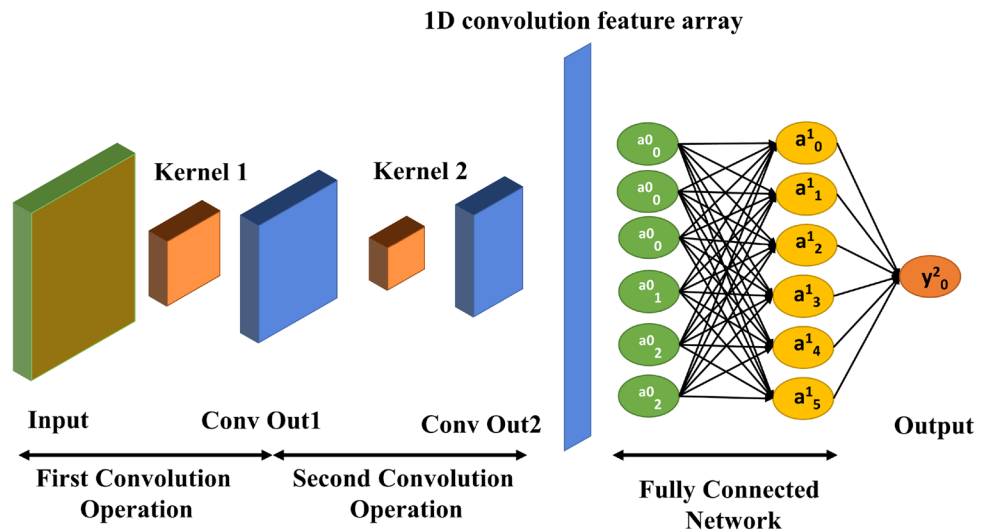 1D convolution feature array
Kernel 1
Kernel 2
a0 0
a0 0
a0 0
a0 1
a0 2
a0 2
a1 0
a1 1
a1 2
a1 3
a1 4
a1 5
y2 0
Input
Conv Out1
Conv Out2
Output
First Convolution
Operation
Second Convolution
Operation
Fully Connected
Network